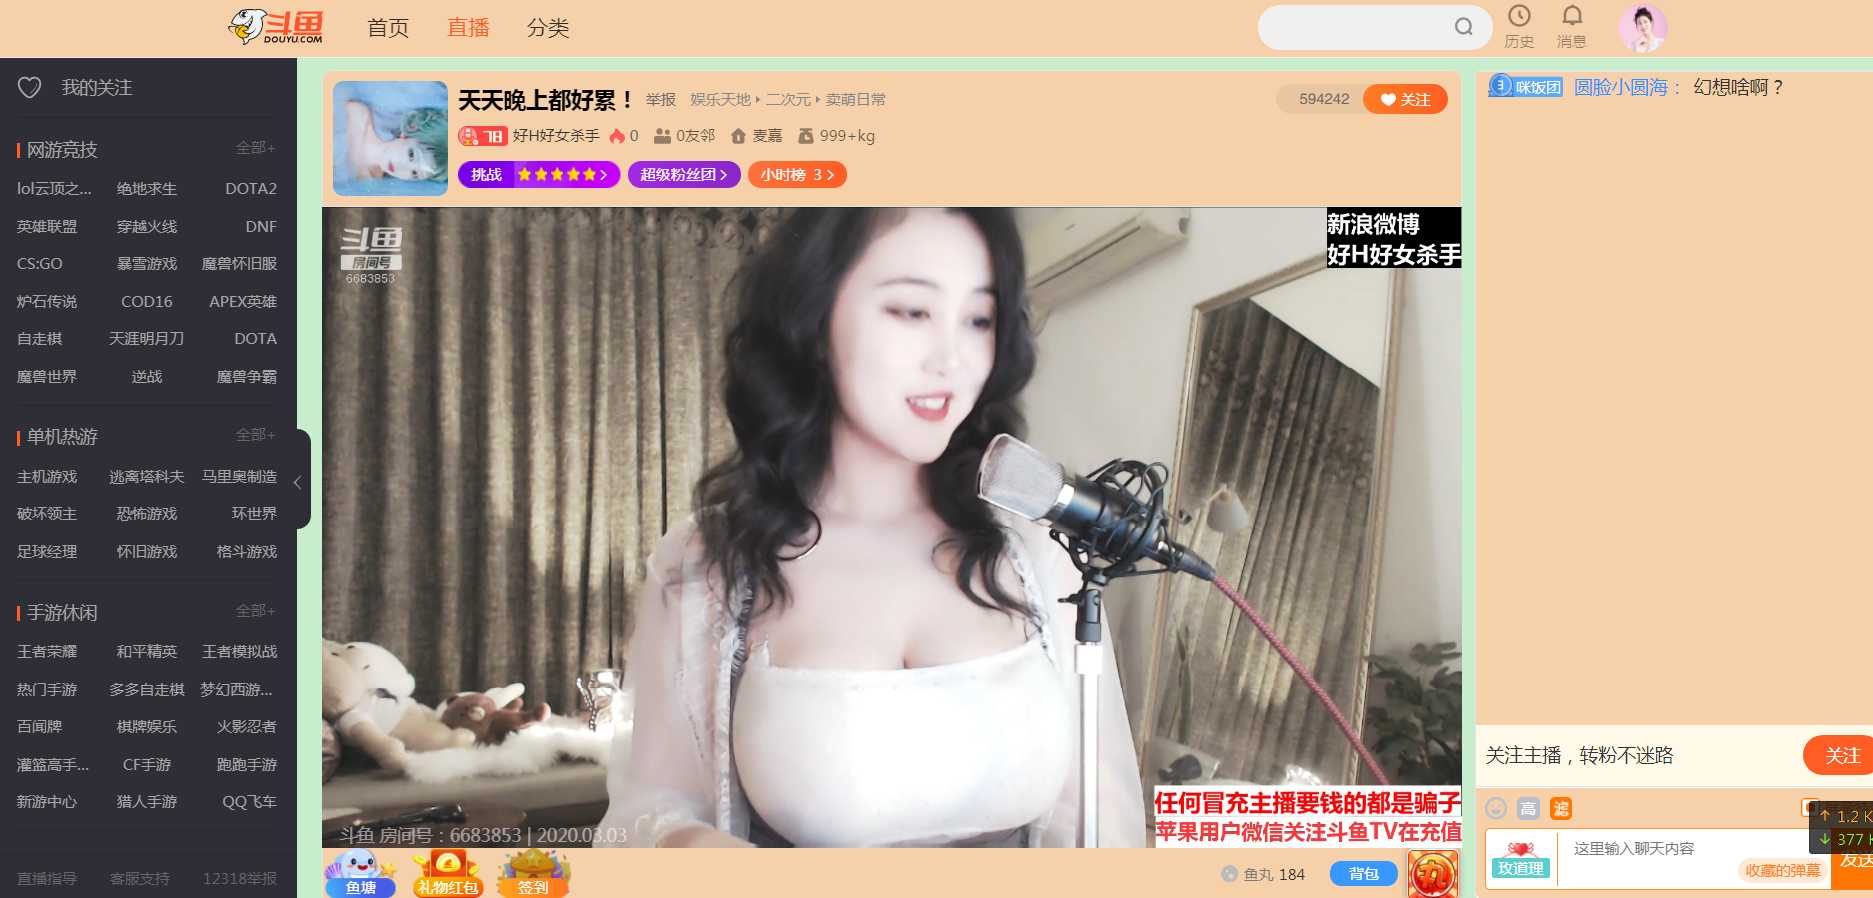 斗鱼
DOUYU.COM
首页 直播 分类
历史 消息
我的关注
网游竞技 全部+
lol云顶之... 绝地求生 DOTA2
英雄联盟 穿越火线 DNF
CS:GO 暴雪游戏 魔兽怀旧服
炉石传说 COD16 APEX英雄
自走棋 天涯明月刀 DOTA
魔兽世界 逆战 魔兽争霸
单机热游 全部+
主机游戏 逃离塔科夫 马里奥制造
破坏领主 恐怖游戏 环世界
足球经理 怀旧游戏 格斗游戏
手游休闲 全部+
王者荣耀 和平精英 王者模拟战
热门手游 多多自走棋 梦幻西游...
百闻牌 棋牌娱乐 火影忍者
灌篮高手... CF手游 跑跑手游
新游中心 猎人手游 QQ飞车
直播指导 客服支持 12318举报
天天晚上都好累！ 举报 娱乐天地 二次元 卖萌日常
594242 关注
78 好H好女杀手 0 0友邻 麦嘉 999+kg
挑战 超级粉丝团 小时榜 3
斗鱼
房间号
6683853
新浪微博
好H好女杀手
任何冒充主播要钱的都是骗子
苹果用户微信关注斗鱼TV在充值
斗鱼 房间号：6683853 | 2020.03.03
鱼塘 礼物红包 签到
鱼丸 184 背包
丸
3 咪饭团 圆脸小圆海： 幻想啥啊？
关注主播，转粉不迷路 关注
高 滤
玫道理 这里输入聊天内容
收藏的弹幕 发送
↑ 1.2 K
↓ 377 K